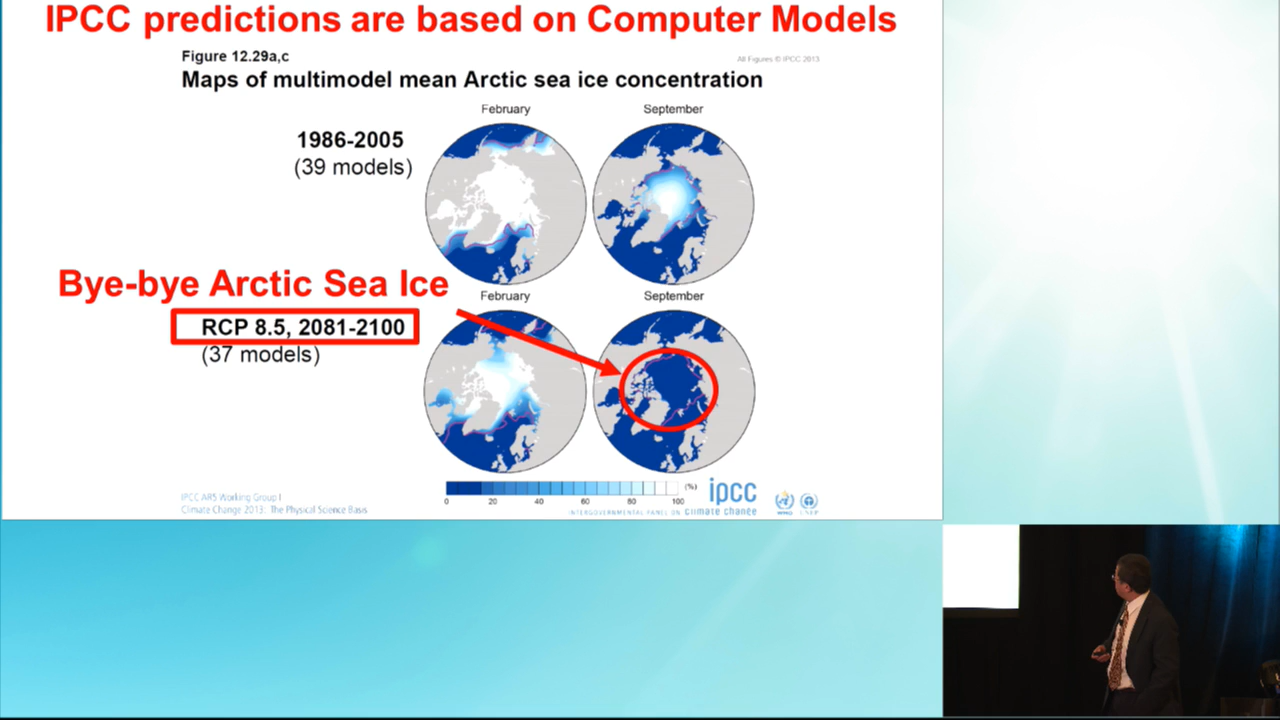 IPCC predictions are based on Computer Models
Figure 12.29a,c
All Figures © IPCC 2013
Maps of multimodel mean Arctic sea ice concentration
February
September
1986-2005
(39 models)
Bye-bye Arctic Sea Ice
February
September
RCP 8.5, 2081-2100
(37 models)
0 20 40 60 80 100 (%)
ipcc
INTERGOVERNMENTAL PANEL ON climate change
WMO
UNEP
IPCC AR5 Working Group I
Climate Change 2013: The Physical Science Basis